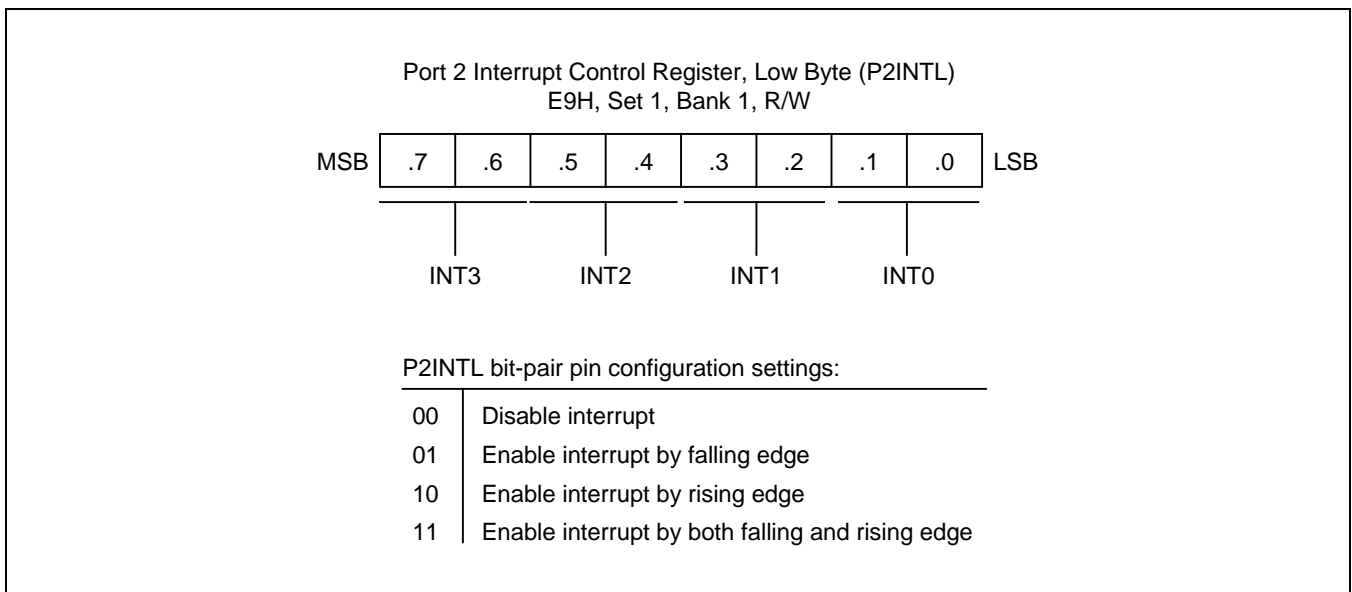 Port 2 Interrupt Control Register, Low Byte (P2INTL)
E9H, Set 1, Bank 1, R/W
MSB .7 .6 .5 .4 .3 .2 .1 .0 LSB
INT3 INT2 INT1 INT0
P2INTL bit-pair pin configuration settings:
00 Disable interrupt
01 Enable interrupt by falling edge
10 Enable interrupt by rising edge
11 Enable interrupt by both falling and rising edge